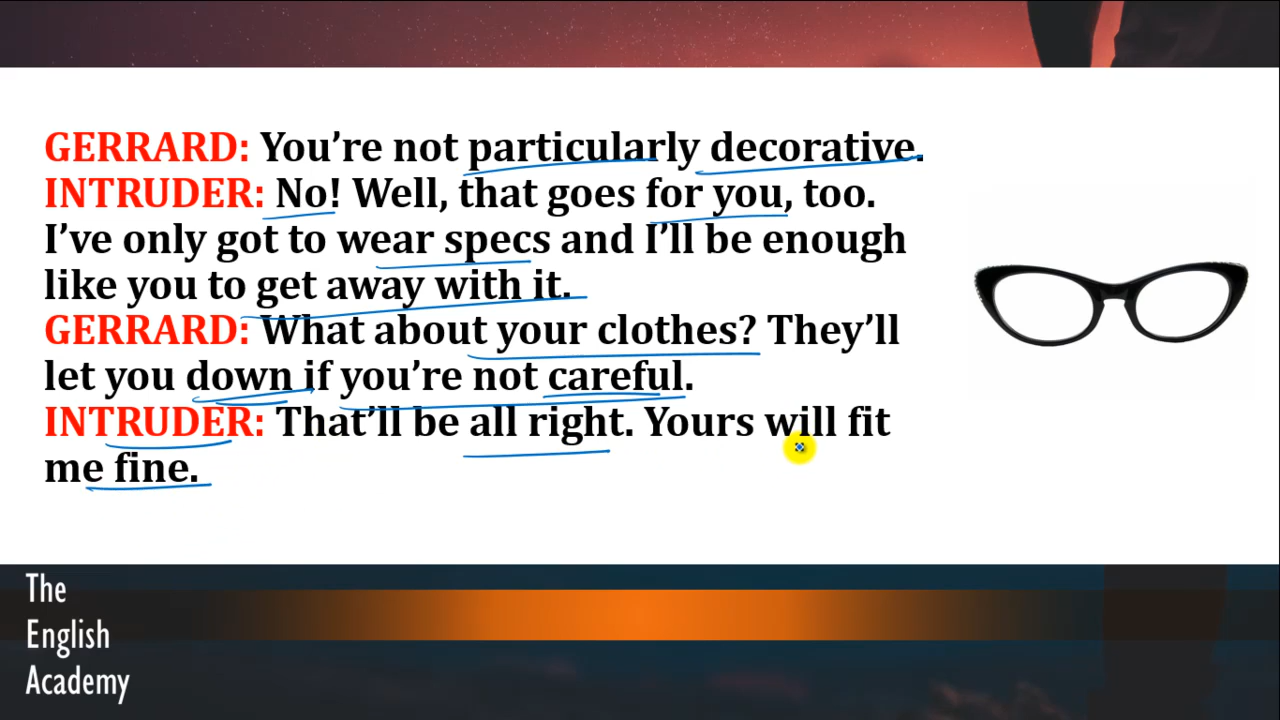 GERRARD: You’re not particularly decorative.
INTRUDER: No! Well, that goes for you, too.
I’ve only got to wear specs and I’ll be enough
like you to get away with it.
GERRARD: What about your clothes? They’ll
let you down if you’re not careful.
INTRUDER: That’ll be all right. Yours will fit
me fine.
The
English
Academy